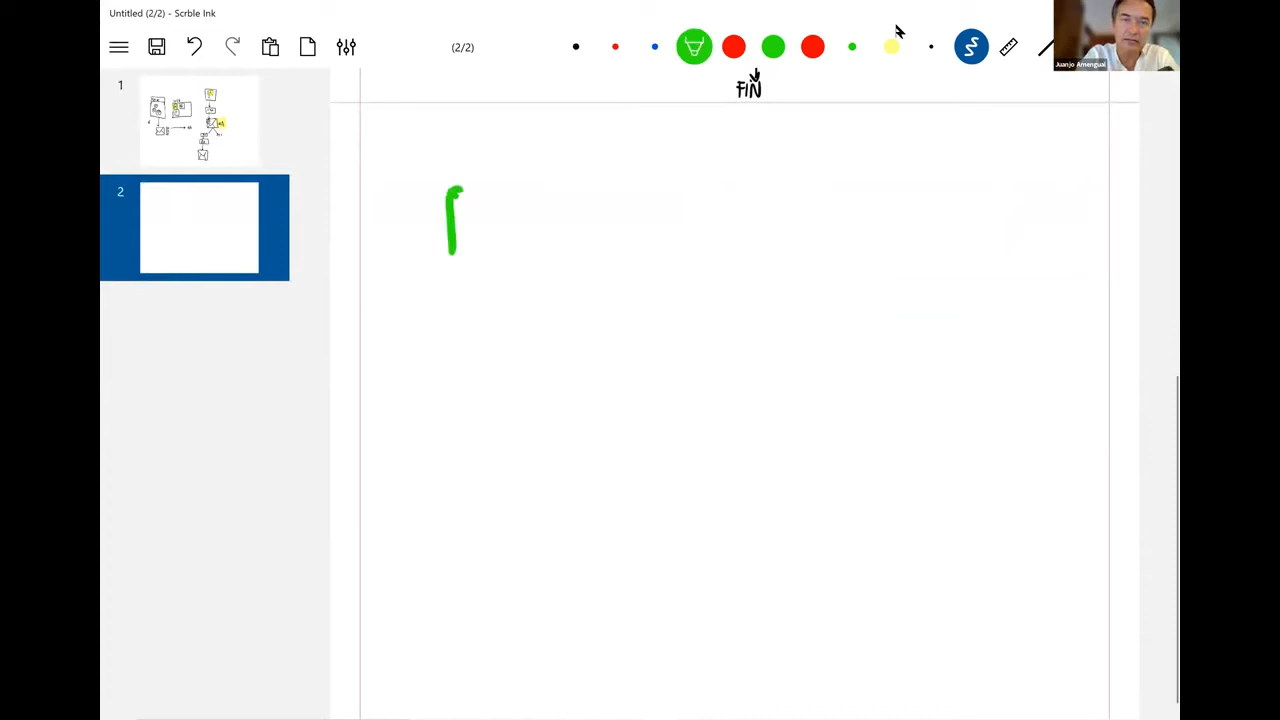 Untitled (2/2) - Scrble Ink
(2/2)
Juanjo Amengual
FIN
1
2